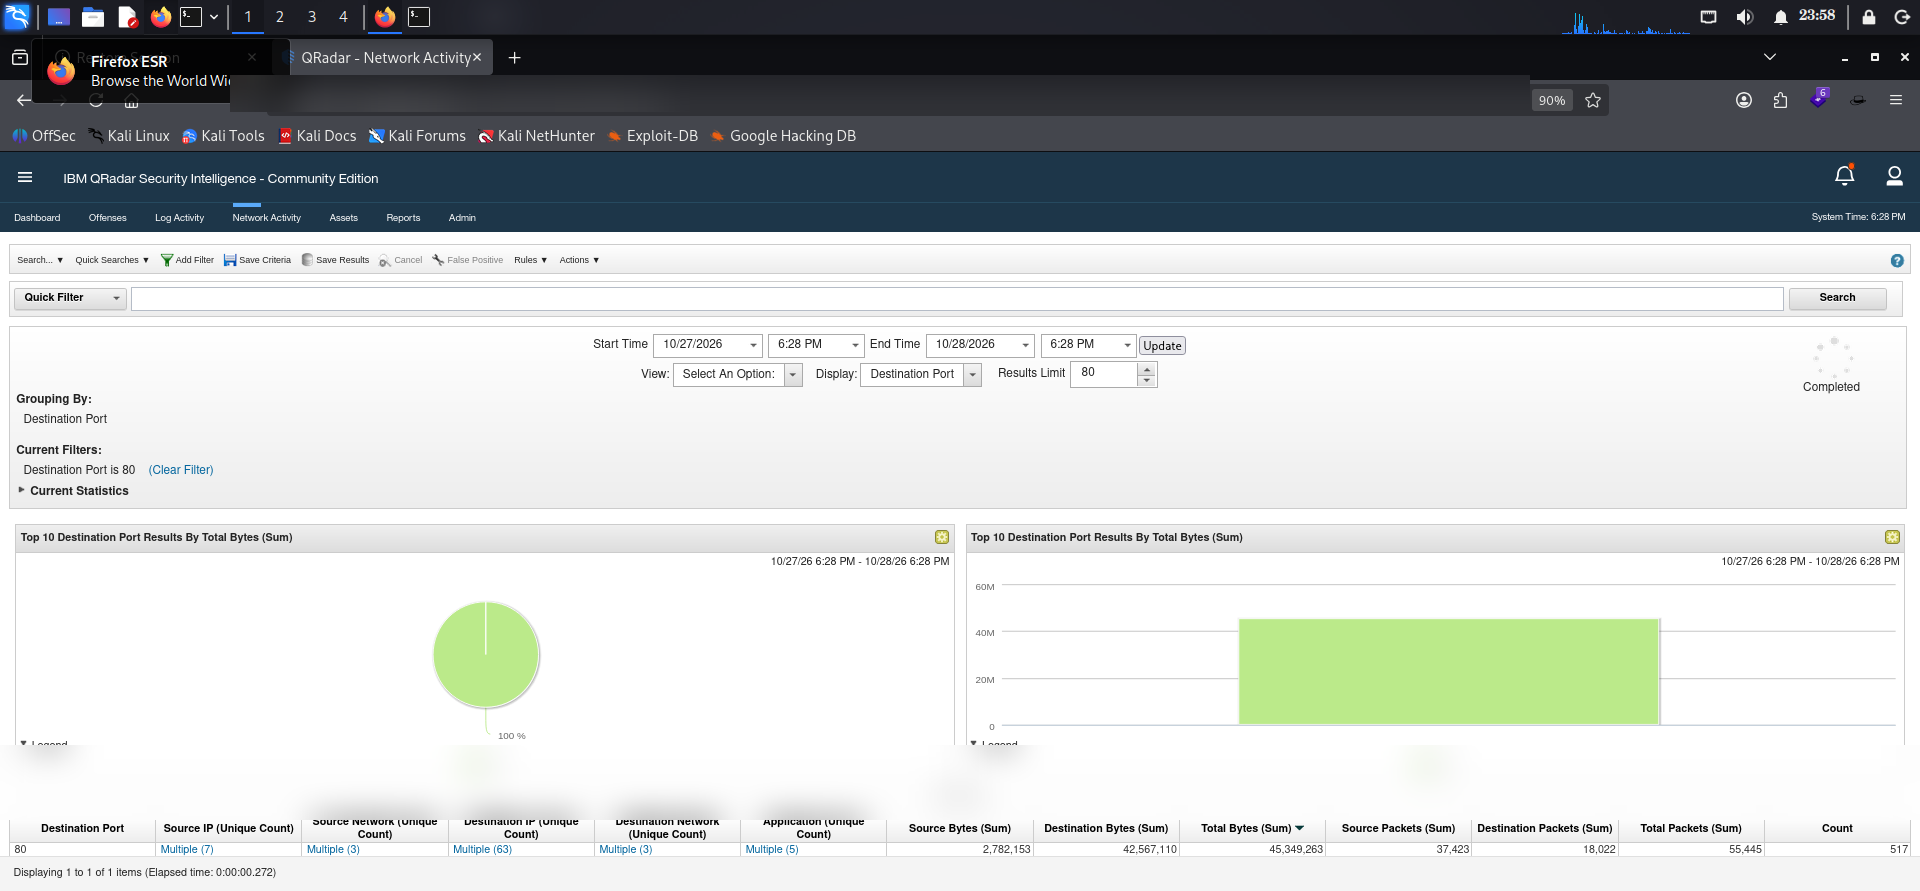 1 2 3 4 23:58
QRadar - Network Activity
Firefox ESR
Browse the World Wi
90%
6
OffSec Kali Linux Kali Tools Kali Docs Kali Forums Kali NetHunter Exploit-DB Google Hacking DB
IBM QRadar Security Intelligence - Community Edition
Dashboard Offenses Log Activity Network Activity Assets Reports Admin System Time: 6:28 PM
Search... Quick Searches Add Filter Save Criteria Save Results Cancel False Positive Rules Actions ?
Quick Filter Search
Start Time 10/27/2026 6:28 PM End Time 10/28/2026 6:28 PM Update
View: Select An Option: Display: Destination Port Results Limit 80
Completed
Grouping By:
Destination Port
Current Filters:
Destination Port is 80 (Clear Filter)
Current Statistics
Top 10 Destination Port Results By Total Bytes (Sum)
10/27/26 6:28 PM - 10/28/26 6:28 PM
100 %
Legend
Top 10 Destination Port Results By Total Bytes (Sum)
10/27/26 6:28 PM - 10/28/26 6:28 PM
60M
40M
20M
0
Legend
Destination Port Source IP (Unique Count) Source Network (Unique Count) Destination IP (Unique Count) Destination Network (Unique Count) Application (Unique Count) Source Bytes (Sum) Destination Bytes (Sum) Total Bytes (Sum) Source Packets (Sum) Destination Packets (Sum) Total Packets (Sum) Count
80 Multiple (7) Multiple (3) Multiple (63) Multiple (3) Multiple (5) 2,782,153 42,567,110 45,349,263 37,423 18,022 55,445 517
Displaying 1 to 1 of 1 items (Elapsed time: 0:00:00.272)